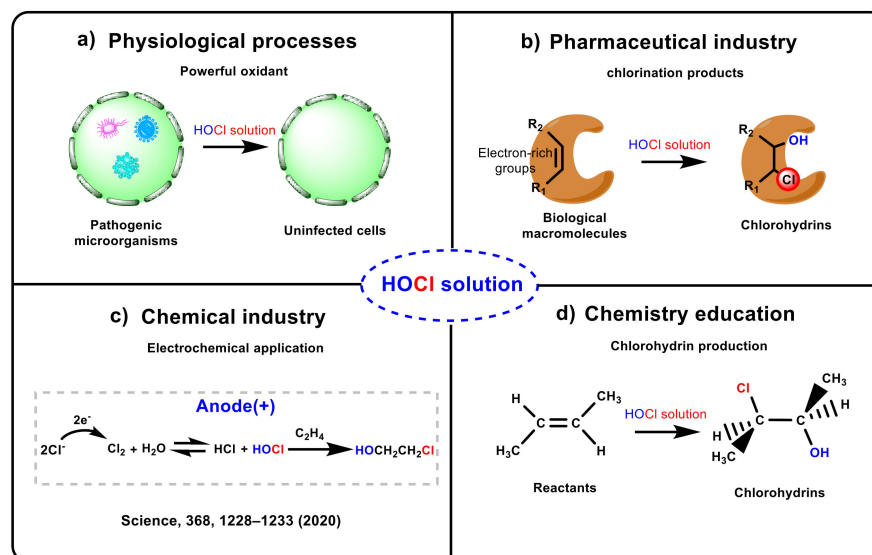 a) Physiological processes
Powerful oxidant
HOCl solution
Pathogenic
microorganisms
Uninfected cells
b) Pharmaceutical industry
chlorination products
R₂
Electron-rich
groups
R₁
HOCl solution
R₂
OH
R₁
Cl
Biological
macromolecules
Chlorohydrins
HOCl solution
c) Chemical industry
Electrochemical application
Anode(+)
2Cl⁻ 2e⁻ Cl₂ + H₂O HCl + HOCl C₂H₄ HOCH₂CH₂Cl
Science, 368, 1228–1233 (2020)
d) Chemistry education
Chlorohydrin production
H
CH₃
H₃C
H
HOCl solution
Cl
CH₃
H
H
H₃C
OH
Reactants
Chlorohydrins